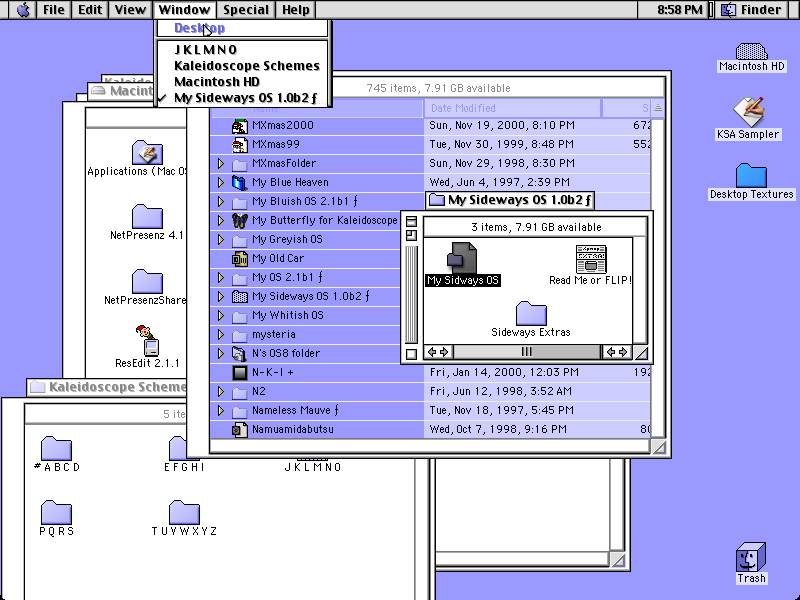 File Edit View Window Special Help 8:58 PM Finder
Desktop
J K L M N O
Kaleidoscope Schemes
Macintosh HD
My Sideways OS 1.0b2 ƒ
Macintosh HD
KSA Sampler
Desktop Textures
Trash
Kaleido
Macint
Applications (Mac OS
NetPresenz 4.1
NetPresenzShare
ResEdit 2.1.1
745 items, 7.91 GB available
Name Date Modified S
MXmas2000 Sun, Nov 19, 2000, 8:10 PM 672
MXmas99 Tue, Nov 30, 1999, 8:48 PM 552
MXmasFolder Sun, Nov 29, 1998, 8:30 PM
My Blue Heaven Wed, Jun 4, 1997, 2:39 PM
My Bluish OS 2.1b1 ƒ
My Butterfly for Kaleidoscope
My Greyish OS
My Old Car
My OS 2.1b1 ƒ
My Sideways OS 1.0b2 ƒ
My Whitish OS
mysteria
N's OS8 folder
N-K-I + Fri, Jan 14, 2000, 12:03 PM 192
N2 Fri, Jun 12, 1998, 3:52 AM
Nameless Mauve ƒ Tue, Nov 18, 1997, 5:45 PM
Namuamidabutsu Wed, Oct 7, 1998, 9:16 PM 80
My Sideways OS 1.0b2 ƒ
3 items, 7.91 GB available
My Sidways OS
Read Me or FLIP!
Sideways Extras
Kaleidoscope Scheme
5 ite
#ABCD
EFGHI
JKLMNO
PQRS
TUVWXYZ